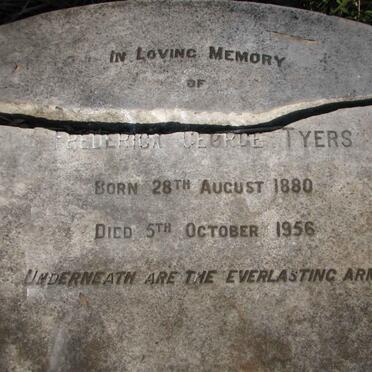 In Loving Memory
of
Frederick George Tyers
Born 28th August 1880
Died 5th October 1956
Underneath are the everlasting arm